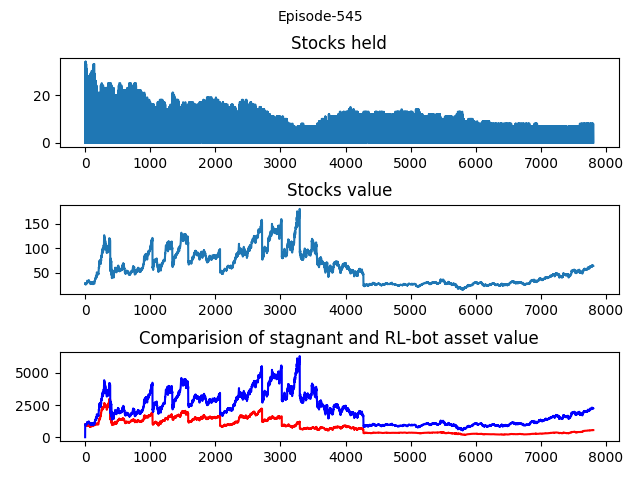 Episode-545
Stocks held
20
0
0 1000 2000 3000 4000 5000 6000 7000 8000
Stocks value
150
100
50
0 1000 2000 3000 4000 5000 6000 7000 8000
Comparision of stagnant and RL-bot asset value
5000
2500
0
0 1000 2000 3000 4000 5000 6000 7000 8000